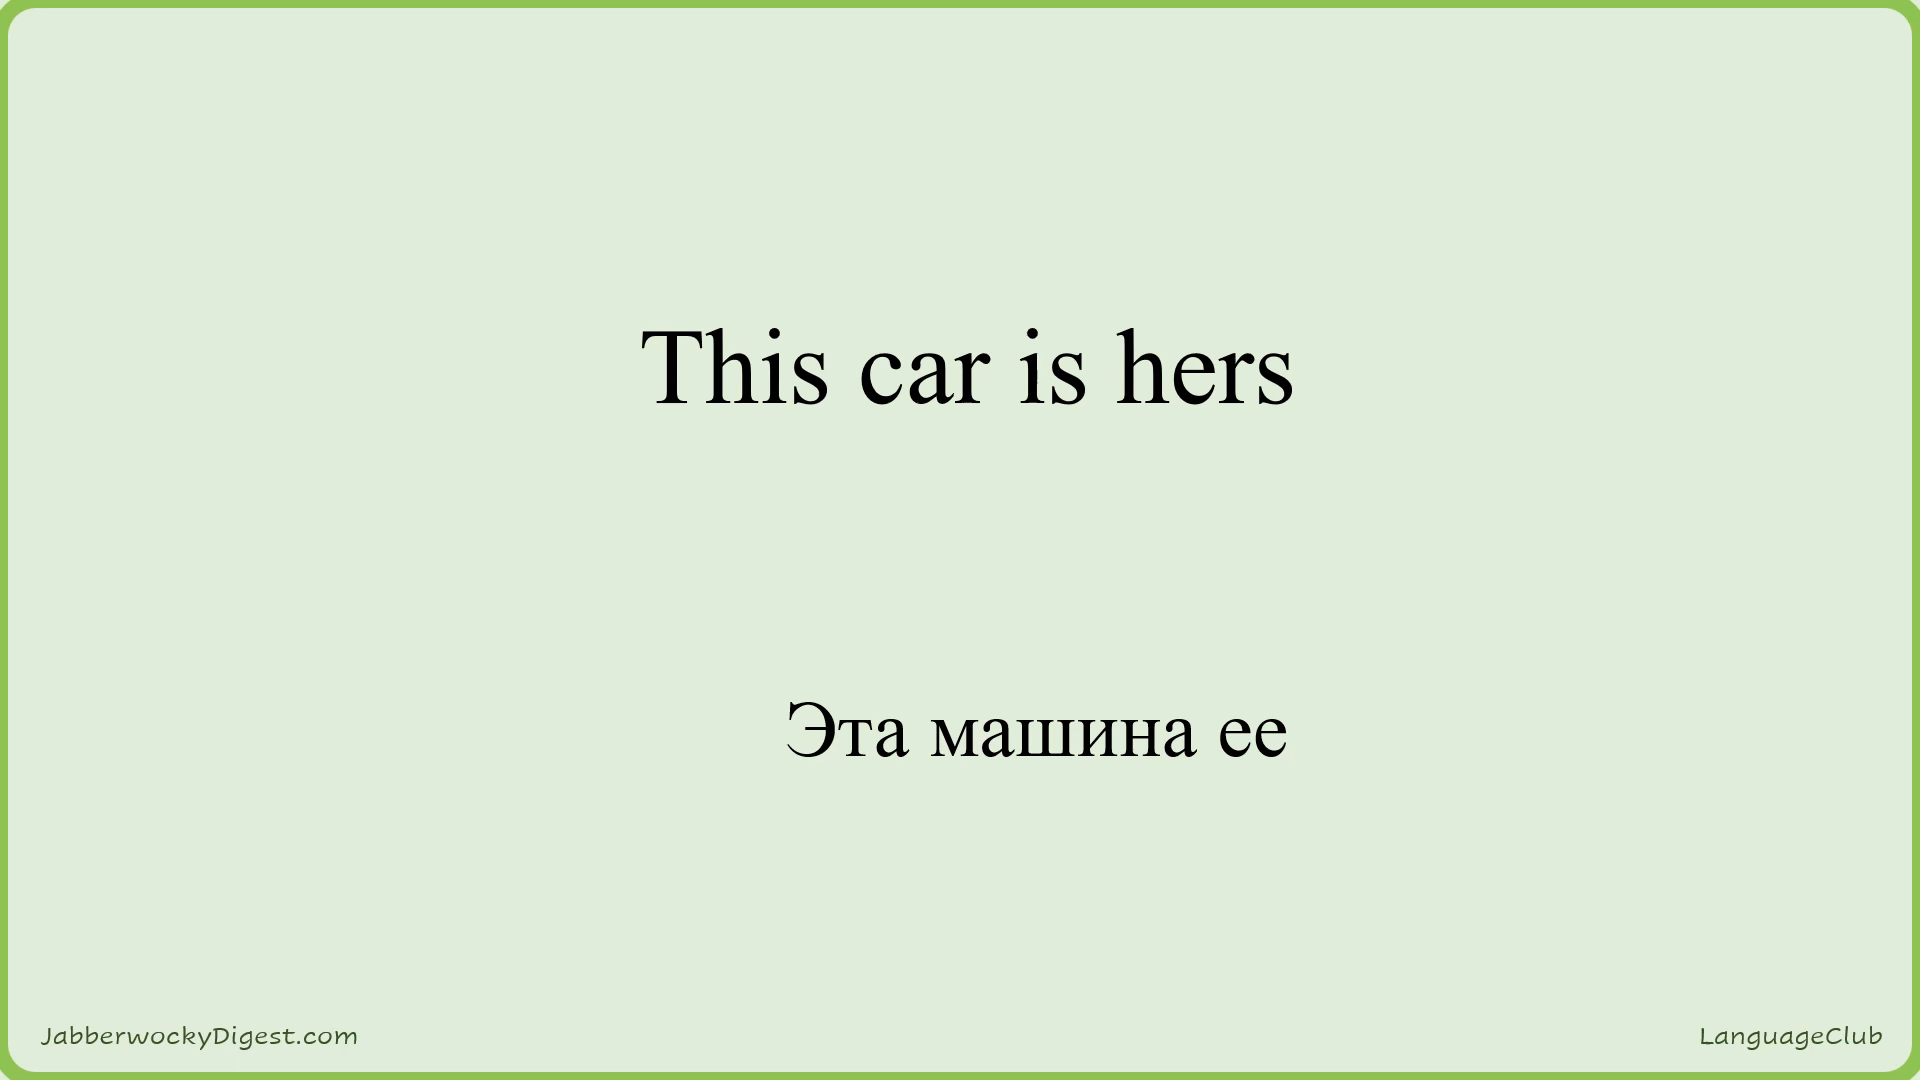 This car is hers
Эта машина ее
JabberwockyDigest.com
LanguageClub